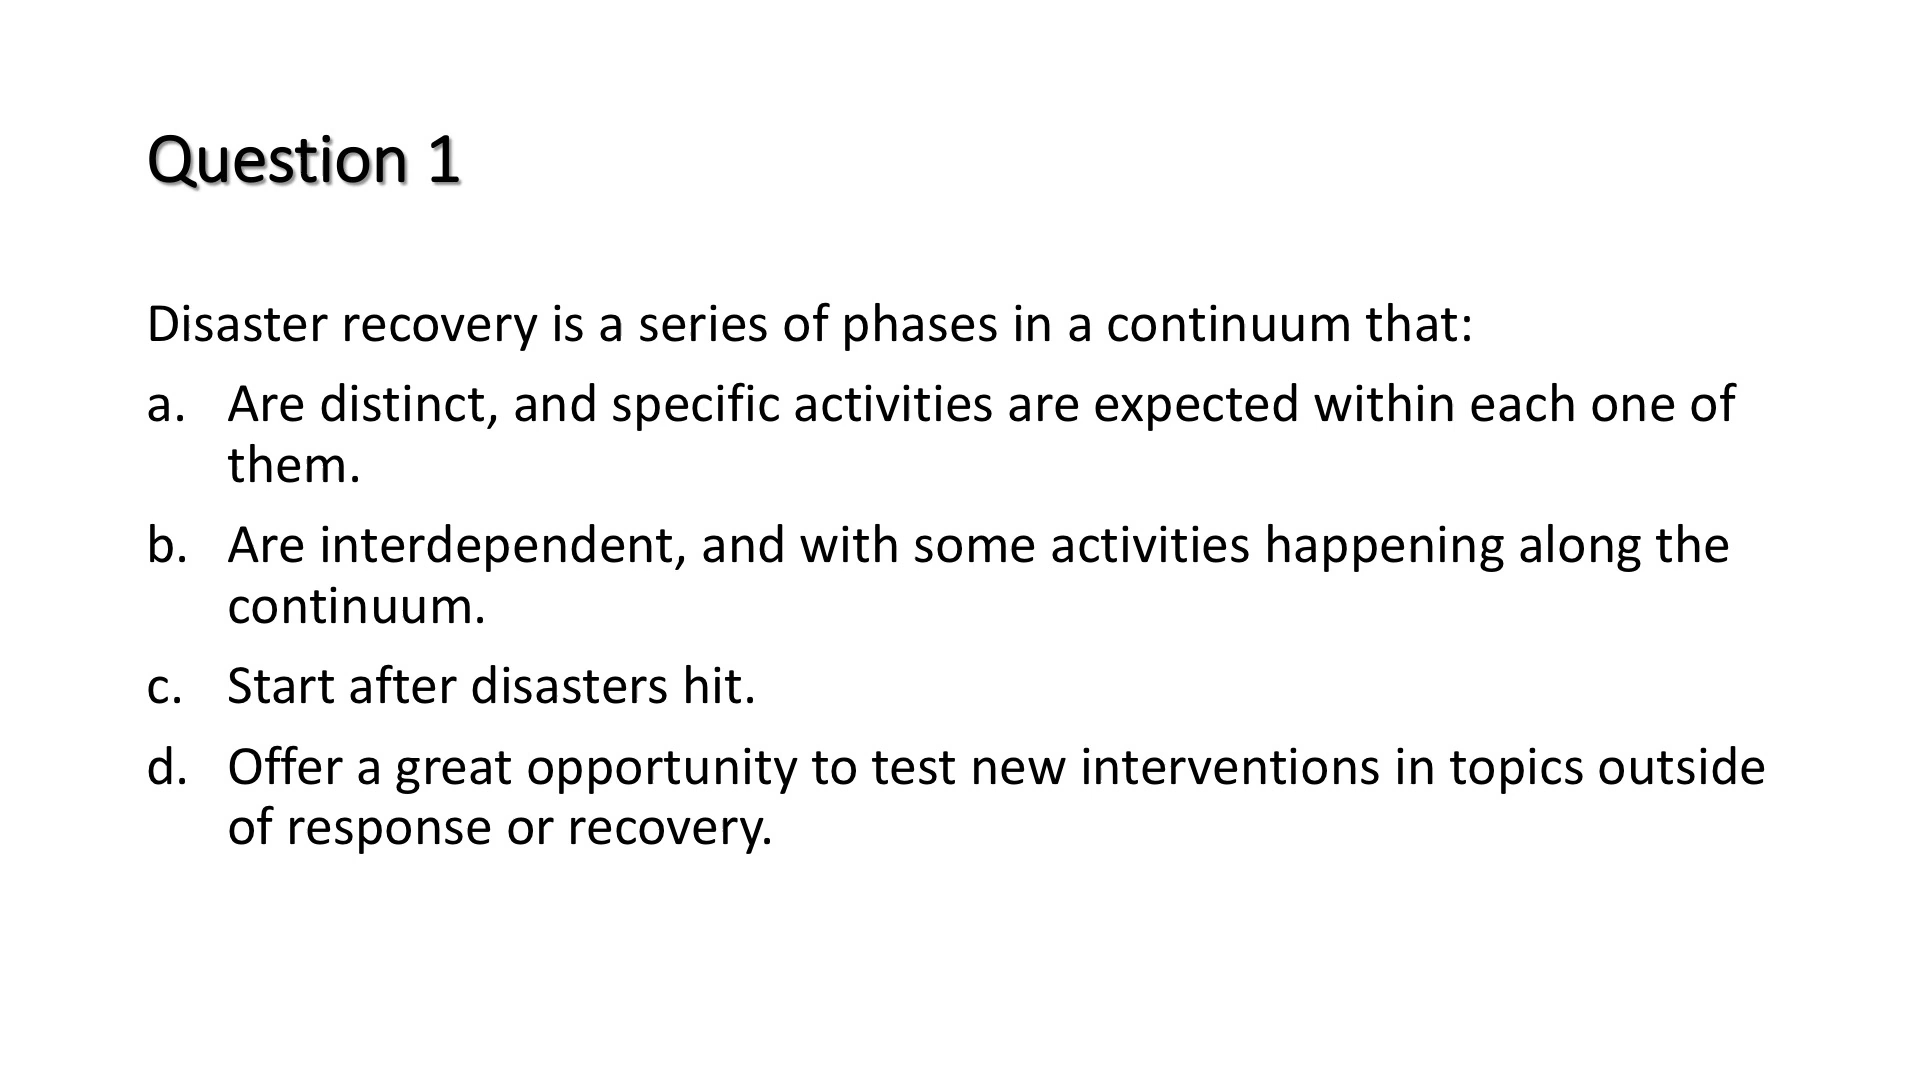 Question 1
Disaster recovery is a series of phases in a continuum that:
a. Are distinct, and specific activities are expected within each one of
them.
b. Are interdependent, and with some activities happening along the
continuum.
c. Start after disasters hit.
d. Offer a great opportunity to test new interventions in topics outside
of response or recovery.